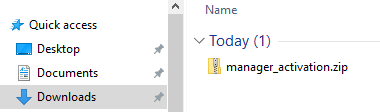 Quick access
Desktop
Documents
Downloads
Name
Today (1)
manager_activation.zip